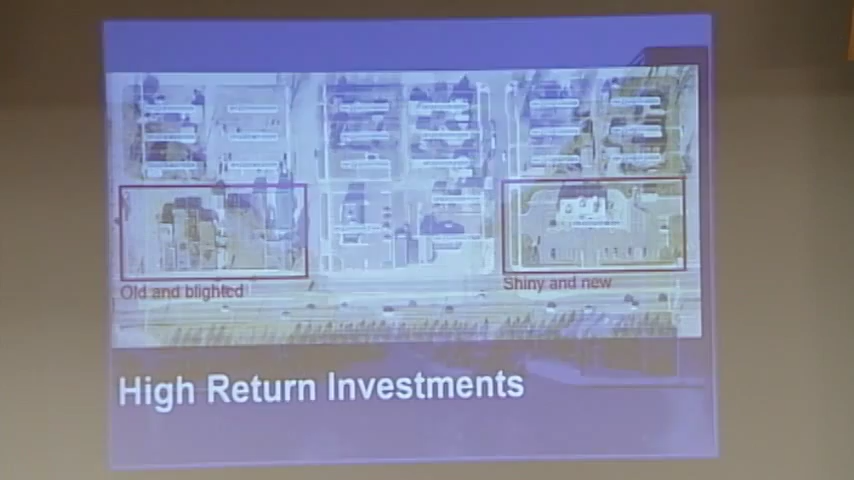 Old and blighted
Shiny and new
High Return Investments